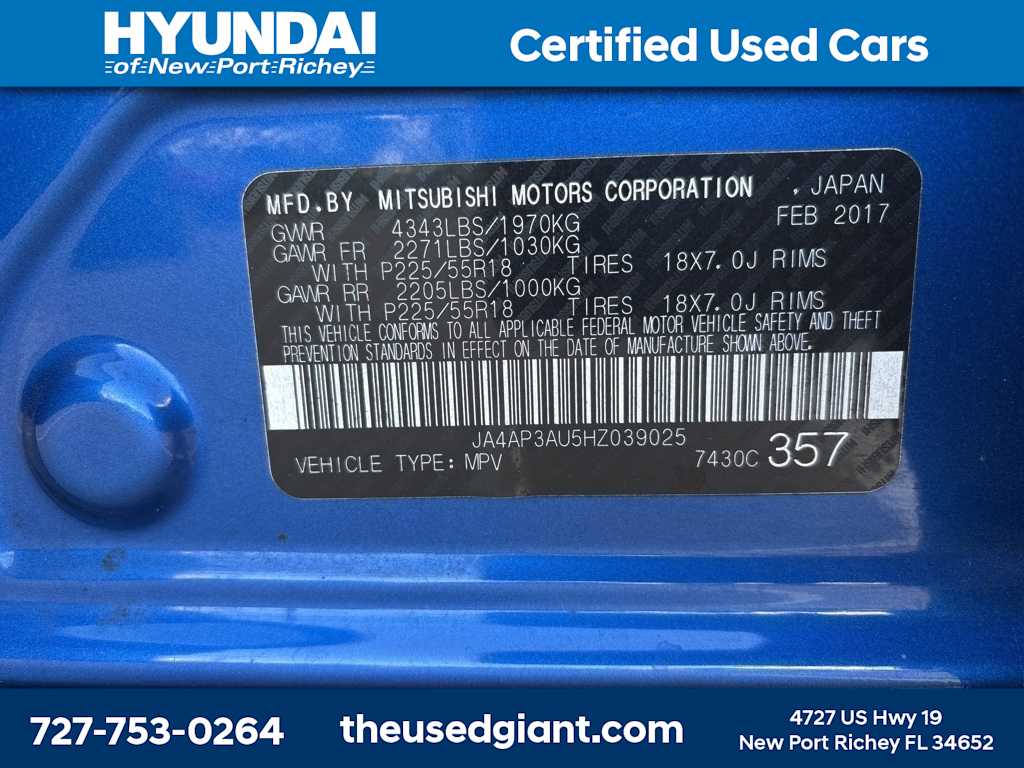 HYUNDAI
of New Port Richey
Certified Used Cars
MFD.BY MITSUBISHI MOTORS CORPORATION , JAPAN
FEB 2017
GVWR 4343LBS/1970KG
GAWR FR 2271LBS/1030KG
WITH P225/55R18 TIRES 18X7.0J RIMS
GAWR RR 2205LBS/1000KG
WITH P225/55R18 TIRES 18X7.0J RIMS
THIS VEHICLE CONFORMS TO ALL APPLICABLE FEDERAL MOTOR VEHICLE SAFETY AND THEFT
PREVENTION STANDARDS IN EFFECT ON THE DATE OF MANUFACTURE SHOWN ABOVE.
JA4AP3AU5HZ039025
VEHICLE TYPE: MPV 7430C 357
727-753-0264
theusedgiant.com
4727 US Hwy 19
New Port Richey FL 34652